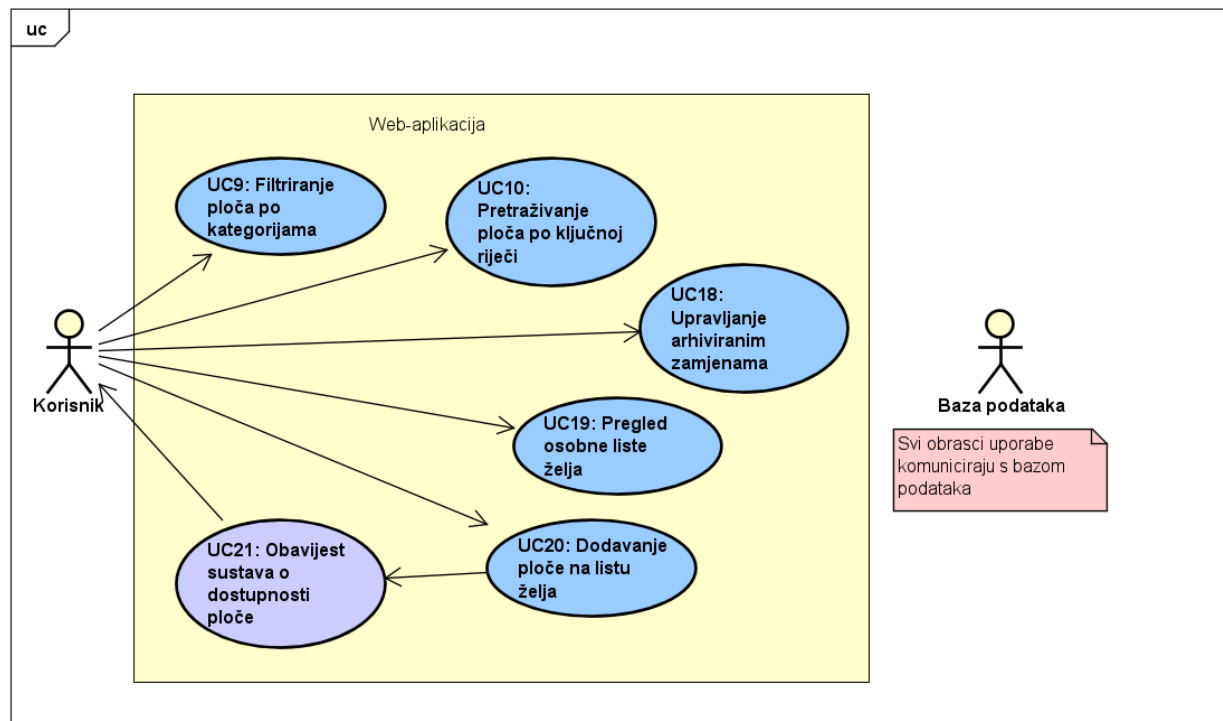 uc
Web-aplikacija
UC9: Filtriranje
ploča po
kategorijama
UC10:
Pretraživanje
ploča po ključnoj
riječi
UC18:
Upravljanje
arhiviranim
zamjenama
Korisnik
Baza podataka
UC19: Pregled
osobne liste
želja
Svi obrasci uporabe
komuniciraju s bazom
podataka
UC21: Obavijest
sustava o
dostupnosti
ploče
UC20: Dodavanje
ploče na listu
želja